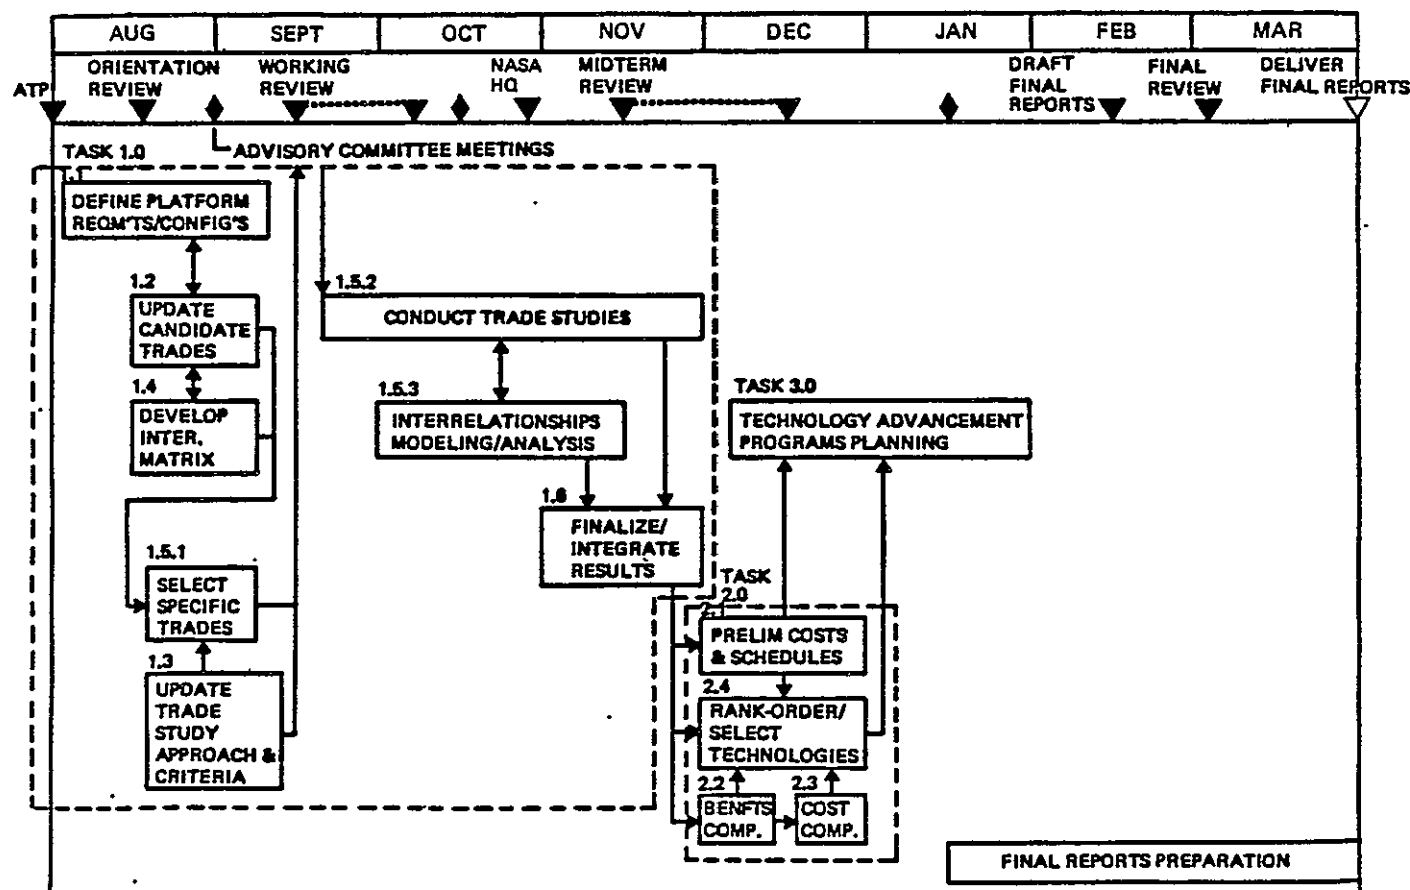 AUG SEPT OCT NOV DEC JAN FEB MAR
ATP
ORIENTATION
REVIEW
WORKING
REVIEW
NASA
HQ
MIDTERM
REVIEW
DRAFT
FINAL
REPORTS
FINAL
REVIEW
DELIVER
FINAL REPORTS
ADVISORY COMMITTEE MEETINGS
TASK 1.0
DEFINE PLATFORM
REQM'TS/CONFIG'S
1.2
UPDATE
CANDIDATE
TRADES
1.4
DEVELOP
INTER.
MATRIX
1.5.1
SELECT
SPECIFIC
TRADES
1.3
UPDATE
TRADE
STUDY
APPROACH &
CRITERIA
1.5.2
CONDUCT TRADE STUDIES
1.5.3
INTERRELATIONSHIPS
MODELING/ANALYSIS
1.6
FINALIZE/
INTEGRATE
RESULTS
TASK 3.0
TECHNOLOGY ADVANCEMENT
PROGRAMS PLANNING
TASK
2.0
PRELIM COSTS
& SCHEDULES
2.4
RANK-ORDER/
SELECT
TECHNOLOGIES
2.2
BENFTS
COMP.
2.3
COST
COMP.
FINAL REPORTS PREPARATION